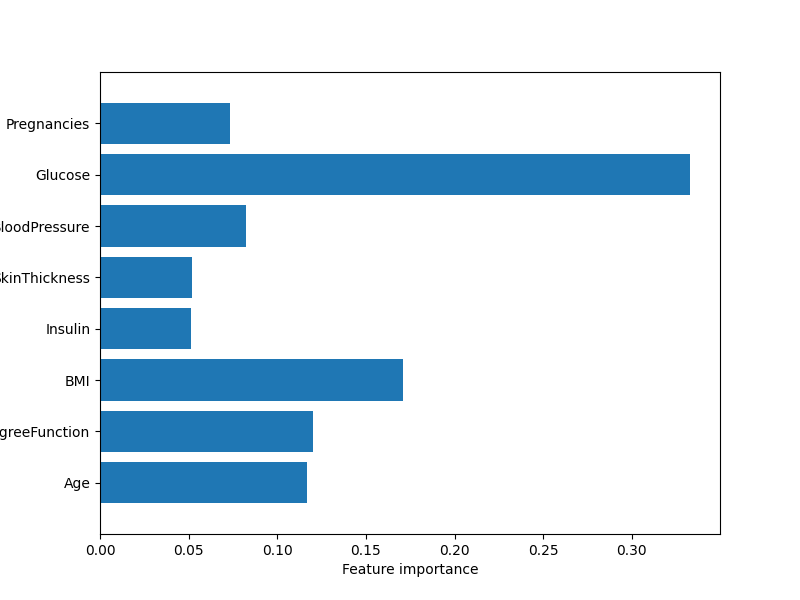 Pregnancies
Glucose
loodPressure
kinThickness
Insulin
BMI
greeFunction
Age
0.00 0.05 0.10 0.15 0.20 0.25 0.30
Feature importance